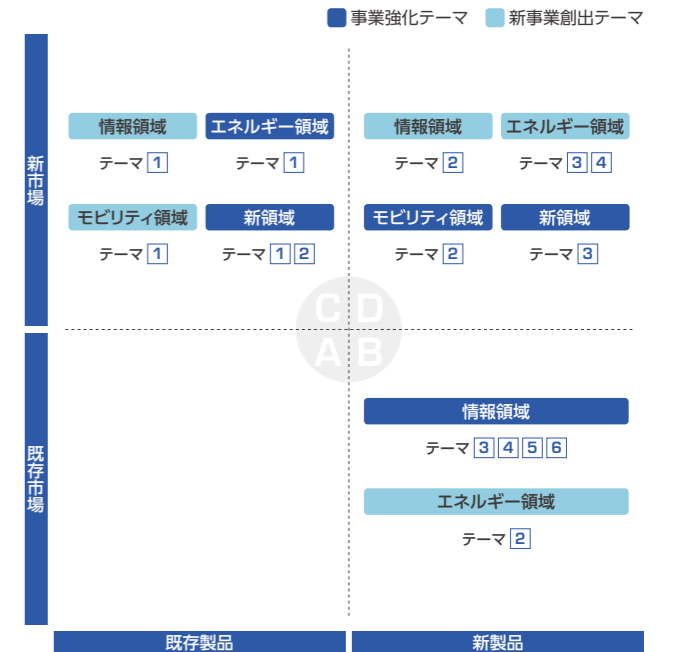 事業強化テーマ 新事業創出テーマ
新市場
情報領域 エネルギー領域 情報領域 エネルギー領域
テーマ 1 テーマ 1 テーマ 2 テーマ 3 4
モビリティ領域 新領域 モビリティ領域 新領域
テーマ 1 テーマ 1 2 テーマ 2 テーマ 3
C D
A B
既存市場
情報領域
テーマ 3 4 5 6
エネルギー領域
テーマ 2
既存製品 新製品